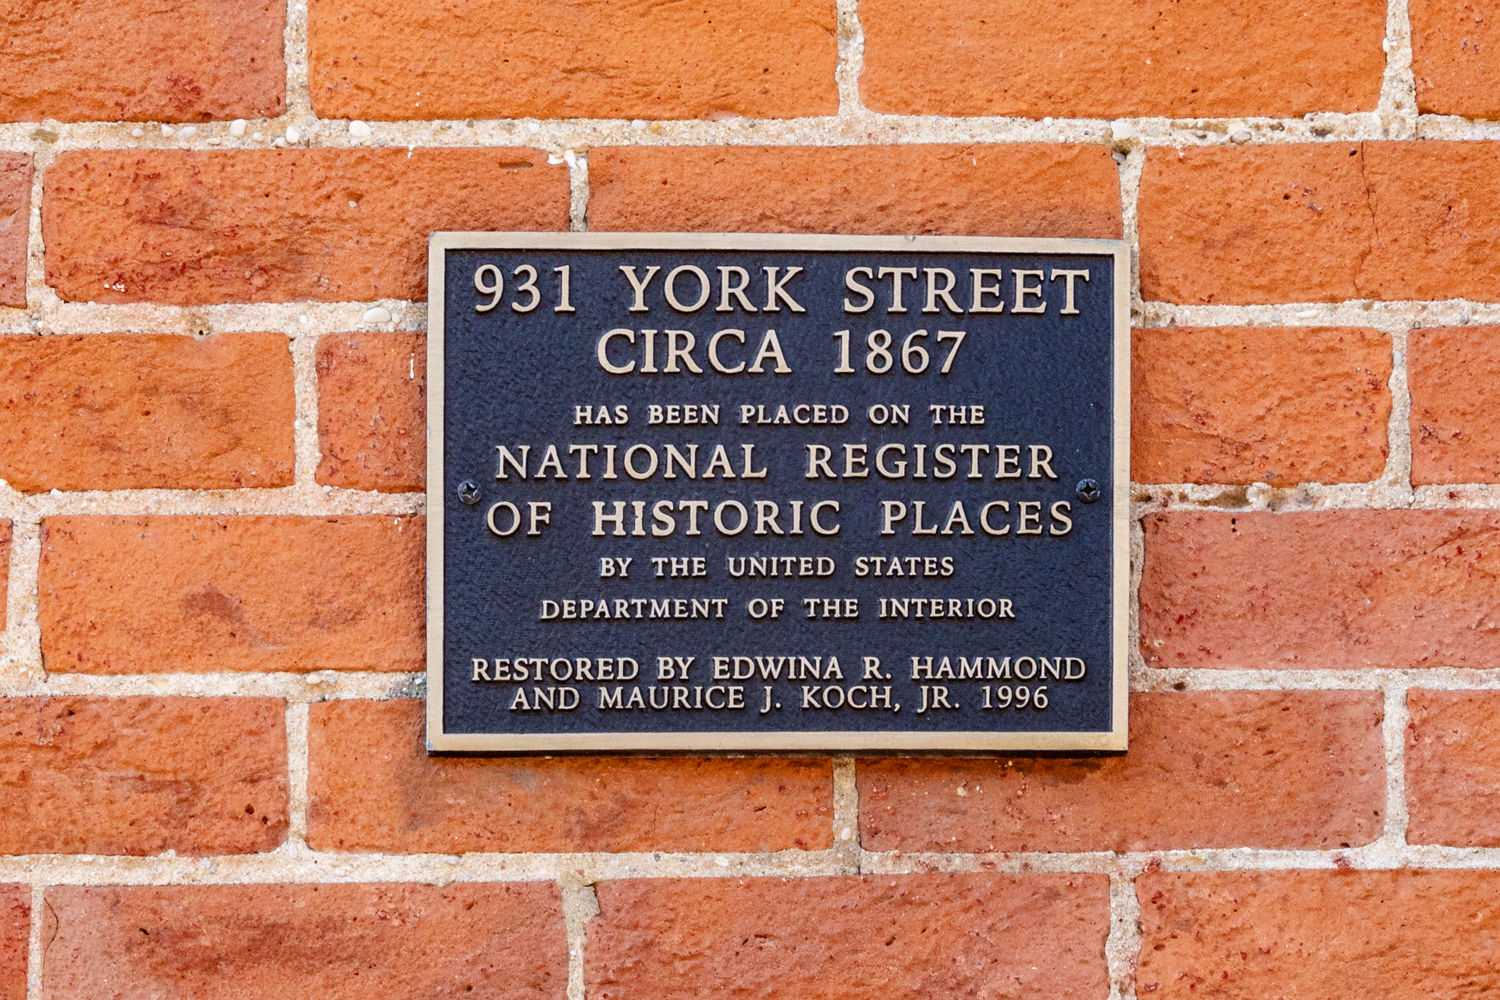 931 YORK STREET
CIRCA 1867
HAS BEEN PLACED ON THE
NATIONAL REGISTER
OF HISTORIC PLACES
BY THE UNITED STATES
DEPARTMENT OF THE INTERIOR
RESTORED BY EDWINA R. HAMMOND
AND MAURICE J. KOCH, JR. 1996